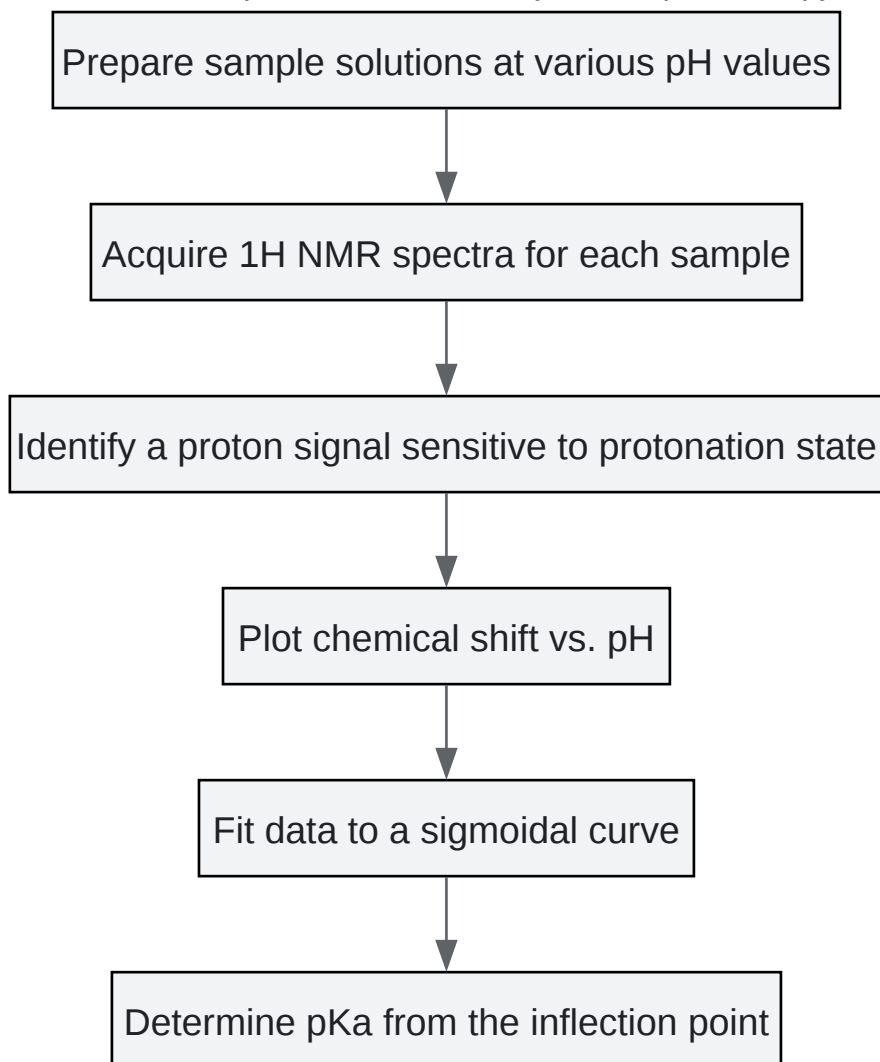 Prepare sample solutions at various pH values
Acquire 1H NMR spectra for each sample
Identify a proton signal sensitive to protonation state
Plot chemical shift vs. pH
Fit data to a sigmoidal curve
Determine pKa from the inflection point